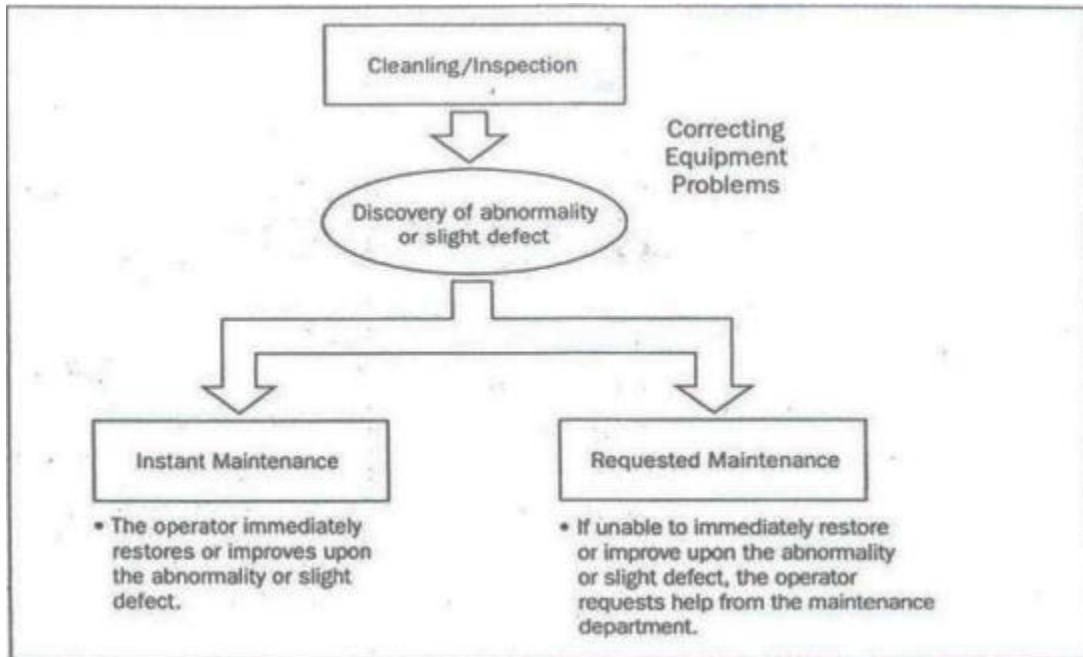 Cleanling/Inspection
Correcting
Equipment
Problems
Discovery of abnormality
or slight defect
Instant Maintenance
Requested Maintenance
• The operator immediately
restores or improves upon
the abnormality or slight
defect.
• If unable to immediately restore
or improve upon the abnormality
or slight defect, the operator
requests help from the maintenance
department.